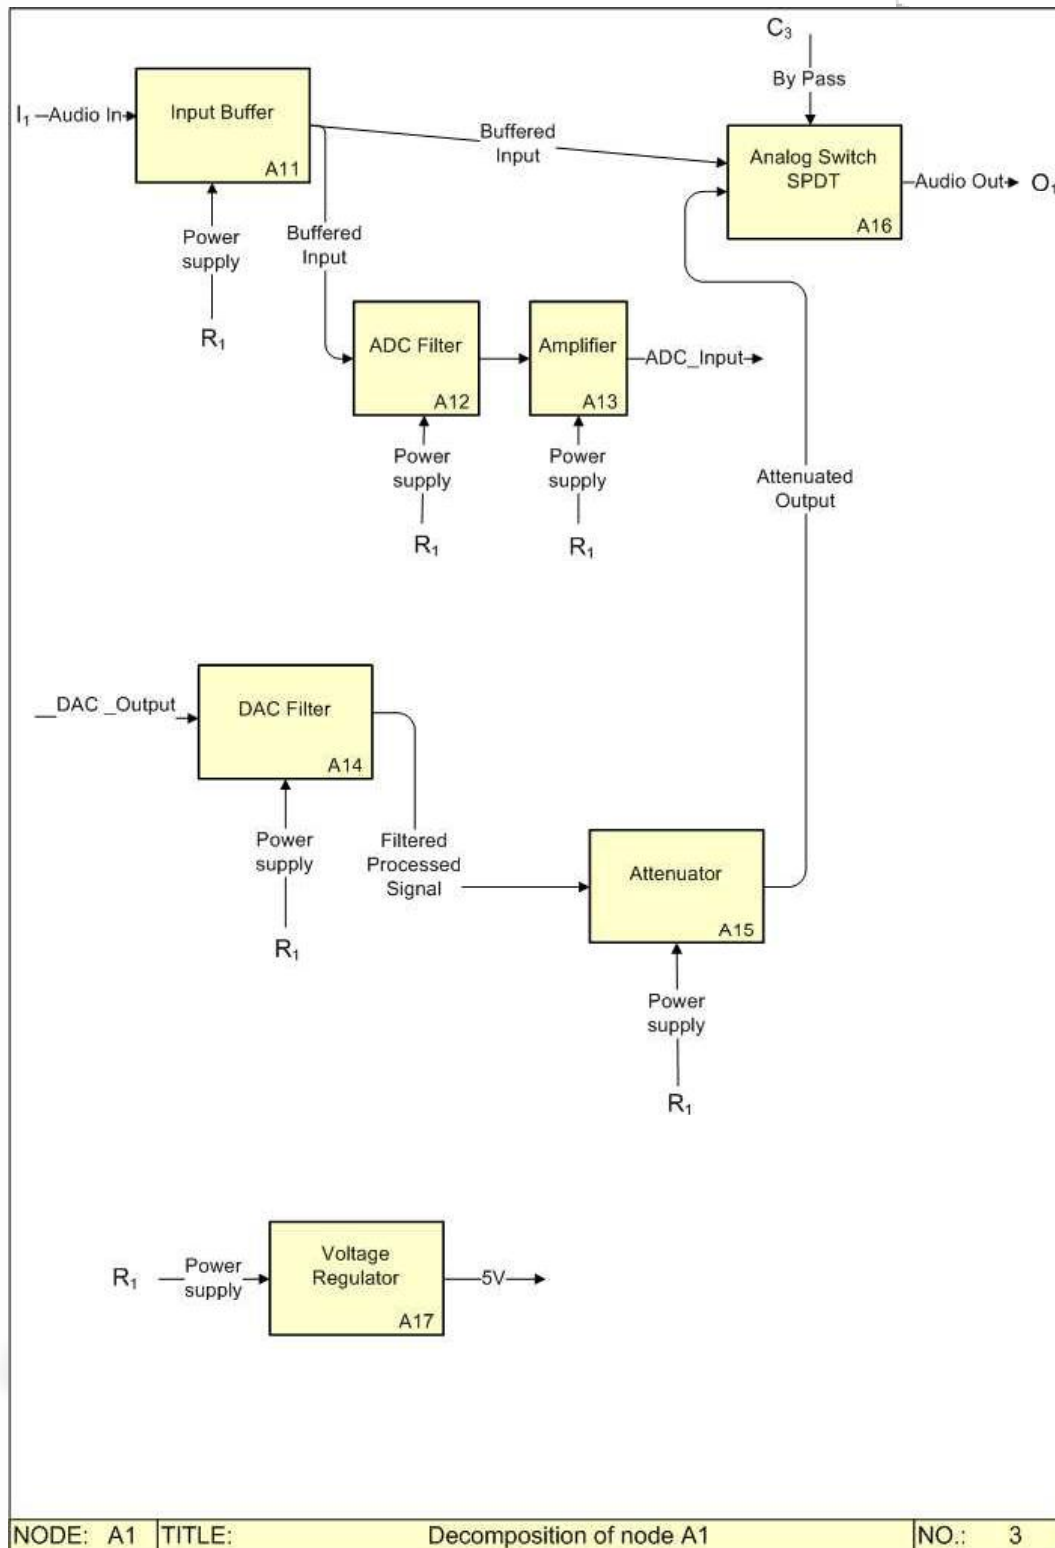 C₃
By Pass
I₁
Audio In
Input Buffer
A11
Buffered
Input
Analog Switch
SPDT
A16
Audio Out
O₁
Power
supply
R₁
Buffered
Input
ADC Filter
A12
Amplifier
A13
ADC_Input
Power
supply
R₁
Power
supply
R₁
Attenuated
Output
DAC _Output
DAC Filter
A14
Power
supply
R₁
Filtered
Processed
Signal
Attenuator
A15
Power
supply
R₁
R₁
Power
supply
Voltage
Regulator
A17
5V
NODE: A1 TITLE: Decomposition of node A1 NO.: 3